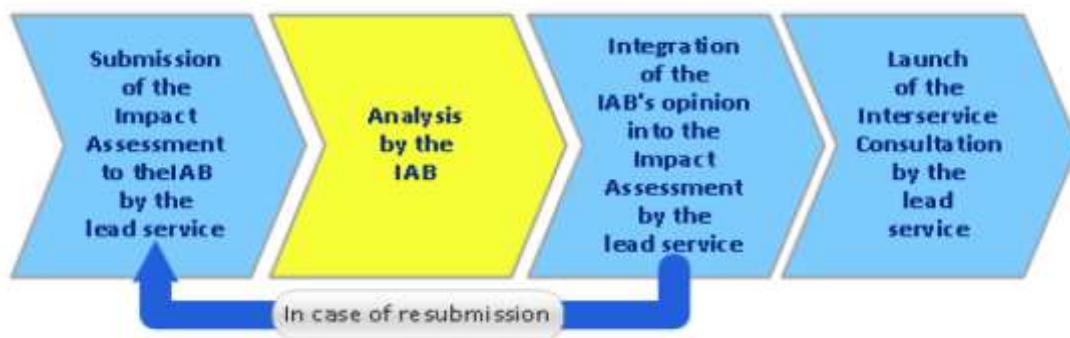 Submission
of the
Impact
Assessment
to theIAB
by the
lead service
Analysis
by the
IAB
Integration
of the
IAB's opinion
into the
Impact
Assessment
by the
lead service
Launch
of the
Interservice
Consultation
by the
lead
service
In case of resubmission